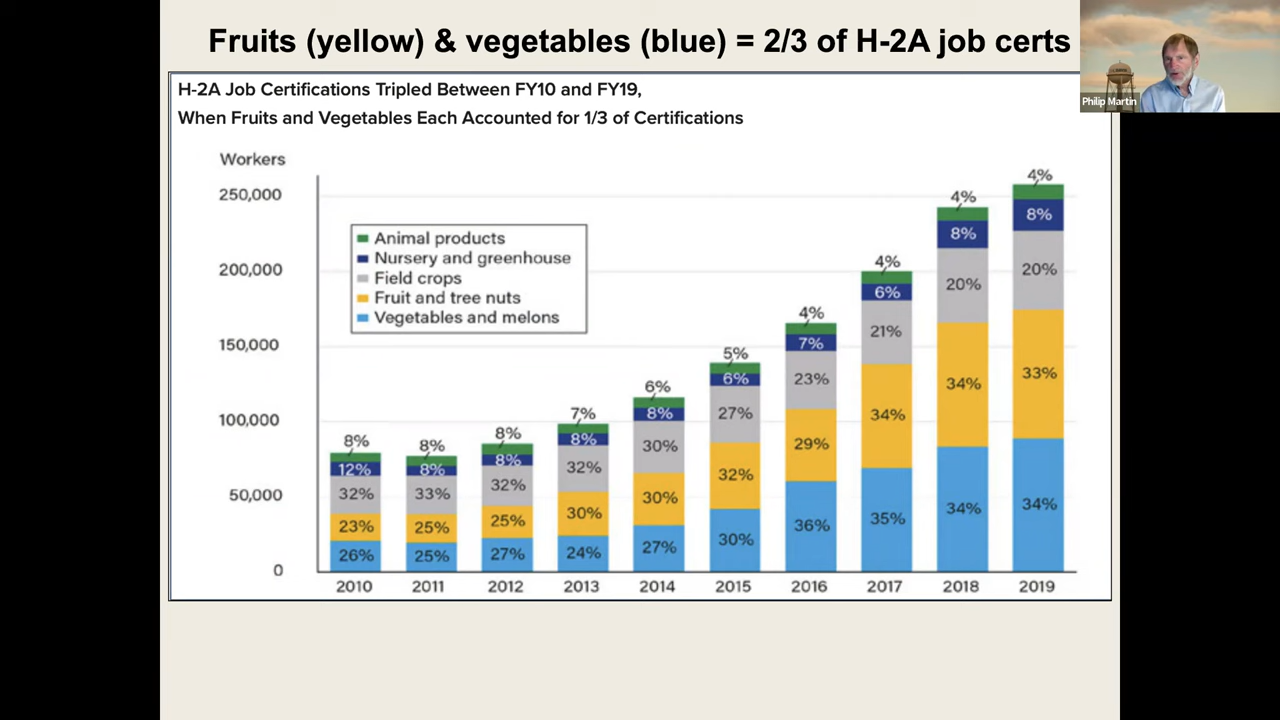 Fruits (yellow) & vegetables (blue) = 2/3 of H-2A job certs
Philip Martin
H-2A Job Certifications Tripled Between FY10 and FY19,
When Fruits and Vegetables Each Accounted for 1/3 of Certifications
Workers
250,000
200,000
150,000
100,000
50,000
0
Animal products
Nursery and greenhouse
Field crops
Fruit and tree nuts
Vegetables and melons
8% 8% 8% 7% 6% 5% 4% 4% 4% 4%
12% 8% 8% 8% 8% 6% 7% 6% 8% 8%
32% 33% 32% 32% 30% 27% 23% 21% 20% 20%
23% 25% 25% 30% 30% 32% 29% 34% 34% 33%
26% 25% 27% 24% 27% 30% 36% 35% 34% 34%
2010 2011 2012 2013 2014 2015 2016 2017 2018 2019